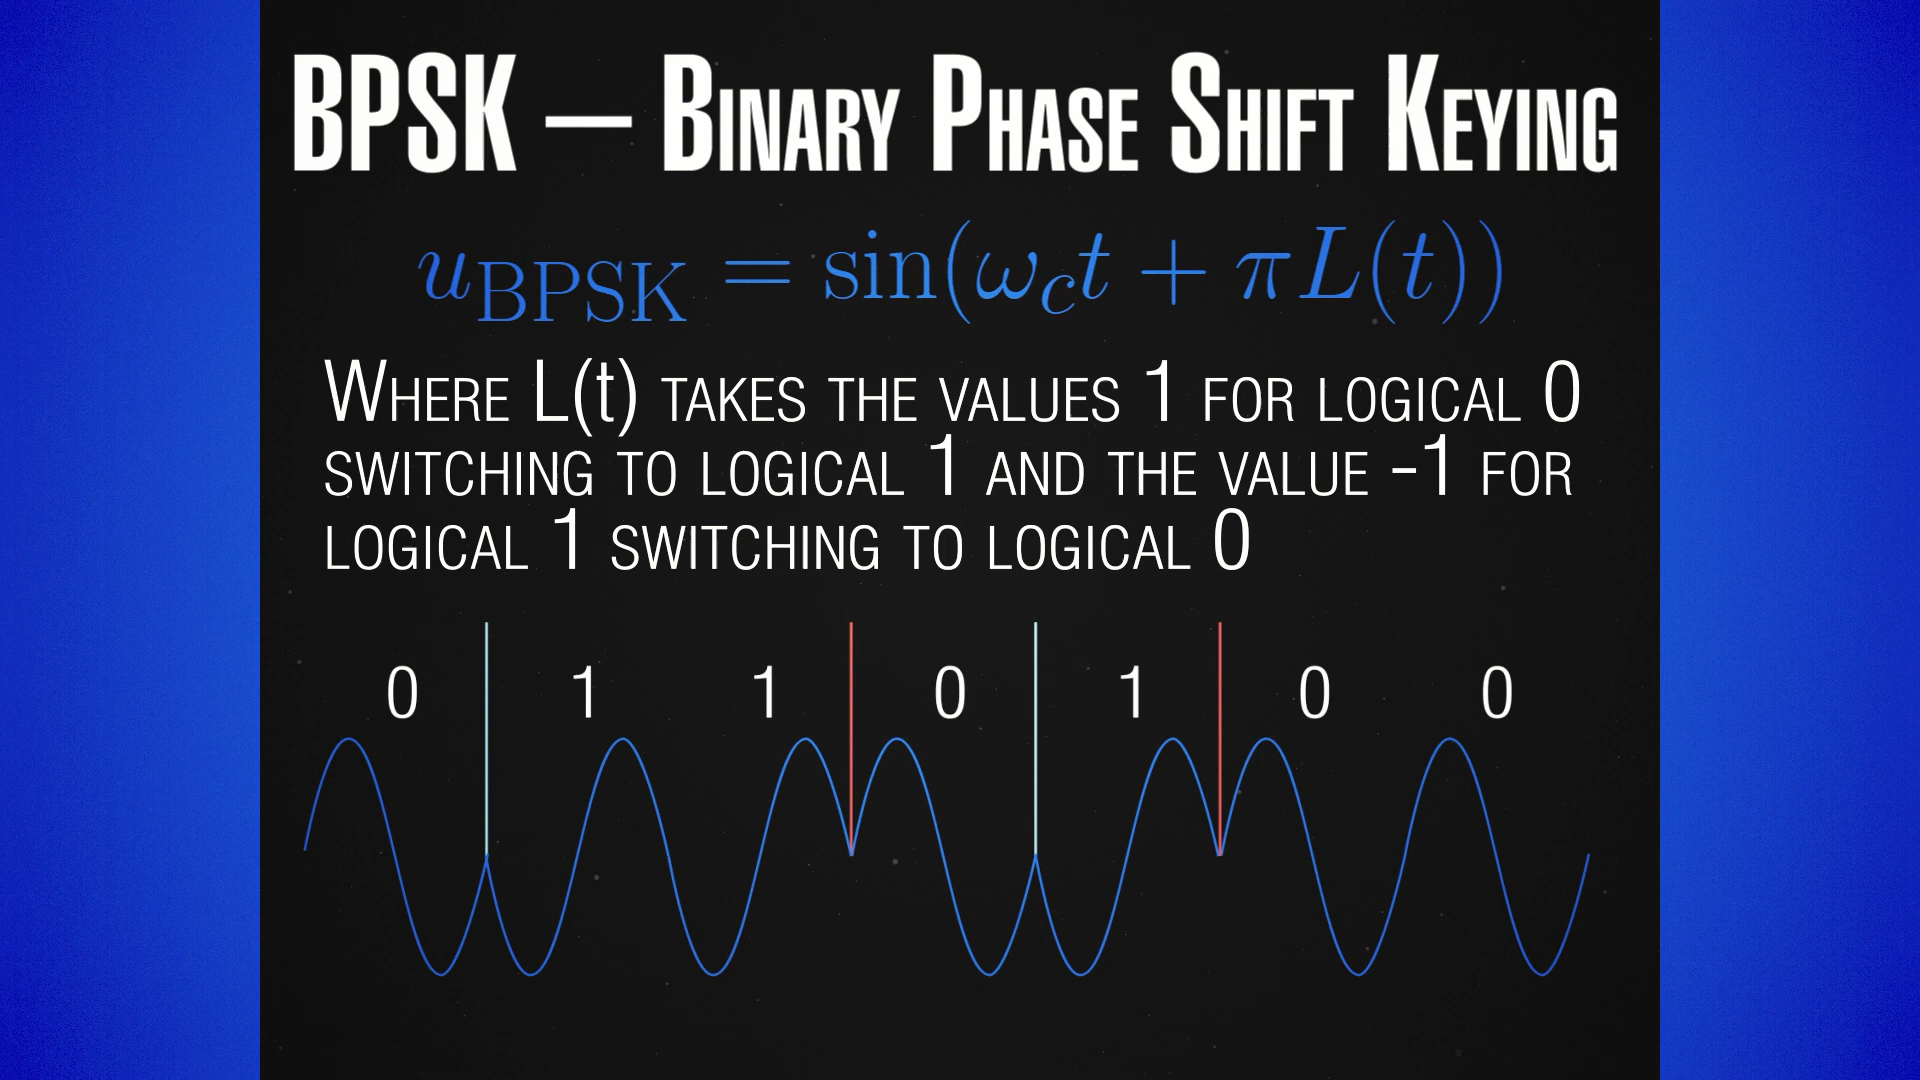 BPSK — Binary Phase Shift Keying
u_BPSK = sin(ω_c t + πL(t))
Where L(t) takes the values 1 for logical 0
switching to logical 1 and the value -1 for
logical 1 switching to logical 0
0 1 1 0 1 0 0